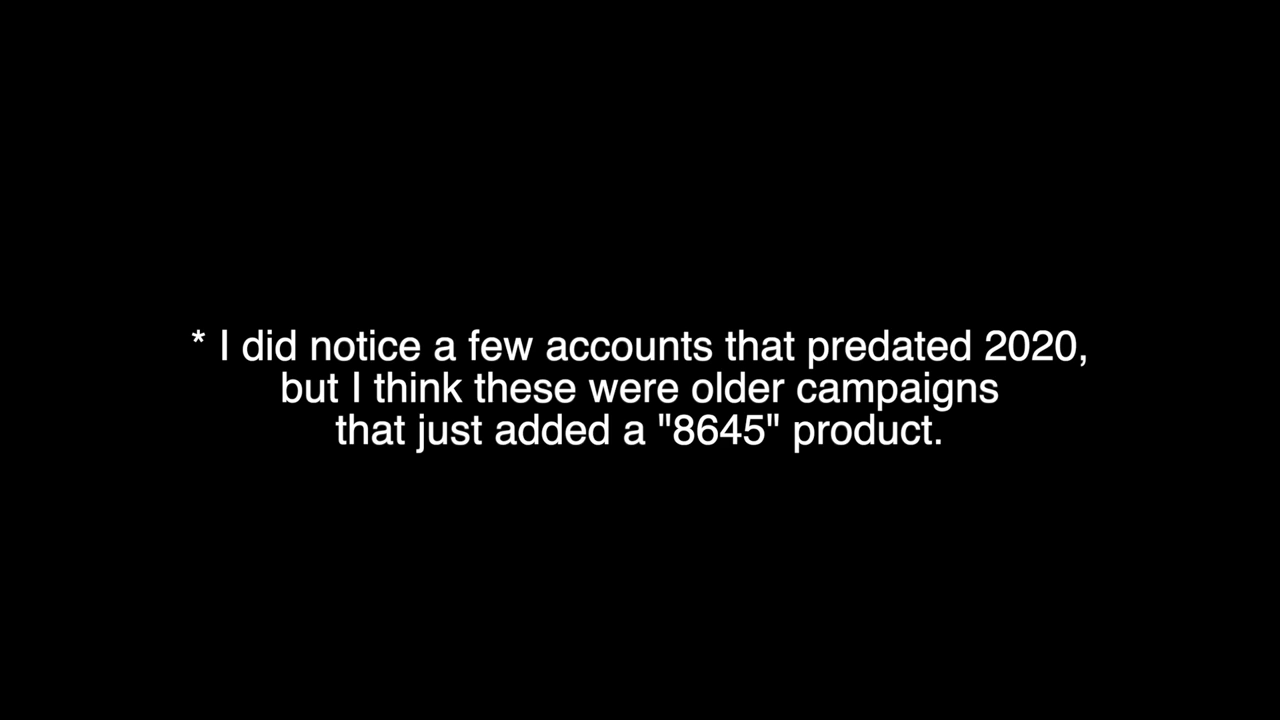 * I did notice a few accounts that predated 2020,
but I think these were older campaigns
that just added a "8645" product.